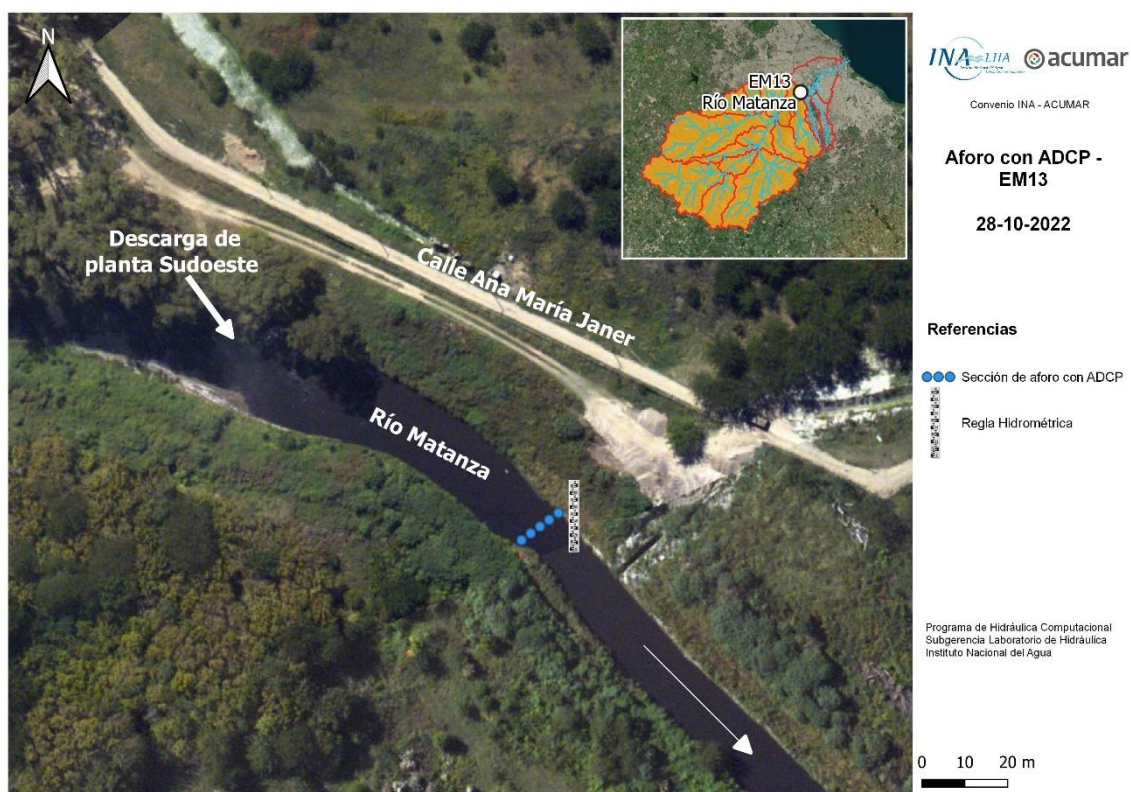 N
EM13
Río Matanza
Descarga de
planta Sudoeste
Calle Ana María Janer
Río Matanza
INA
acumar
Convenio INA - ACUMAR
Aforo con ADCP -
EM13
28-10-2022
Referencias
Sección de aforo con ADCP
Regla Hidrométrica
Programa de Hidráulica Computacional
Subgerencia Laboratorio de Hidráulica
Instituto Nacional del Agua
0 10 20 m